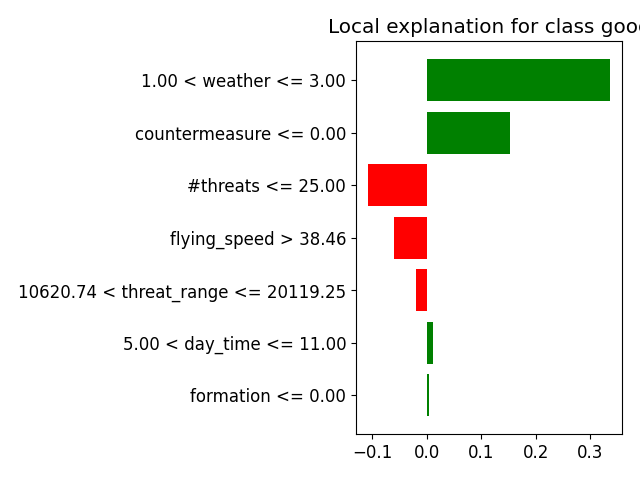 Local explanation for class good
1.00 < weather <= 3.00
countermeasure <= 0.00
#threats <= 25.00
flying_speed > 38.46
10620.74 < threat_range <= 20119.25
5.00 < day_time <= 11.00
formation <= 0.00
−0.1 0.0 0.1 0.2 0.3